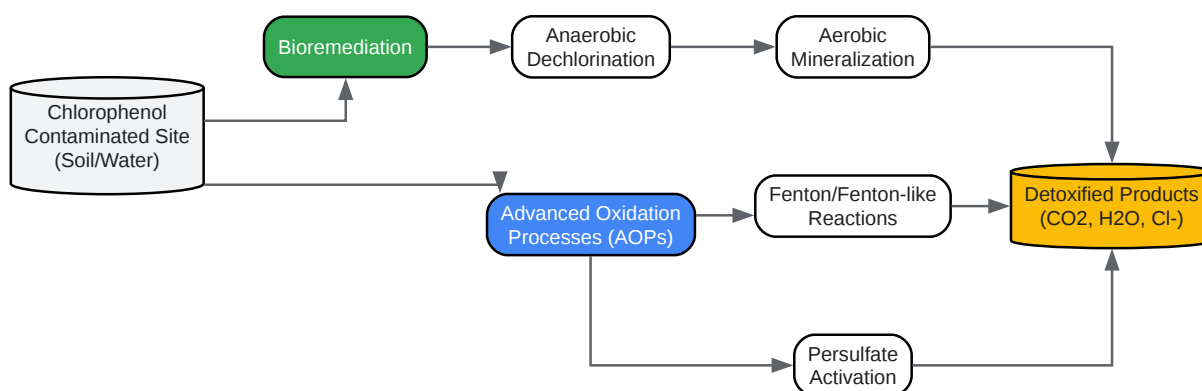 Bioremediation
Anaerobic
Dechlorination
Aerobic
Mineralization
Chlorophenol
Contaminated Site
(Soil/Water)
Advanced Oxidation
Processes (AOPs)
Fenton/Fenton-like
Reactions
Detoxified Products
(CO2, H2O, Cl-)
Persulfate
Activation